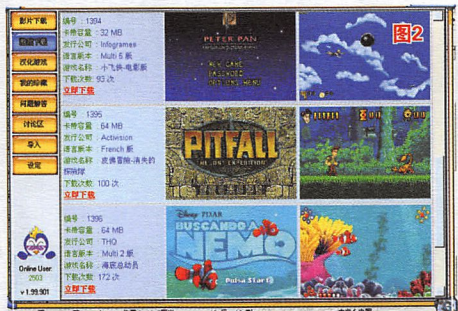 影片下载
汉化游戏
我的珍藏
问题解答
讨论区
导入
设定
Online User:
2503
v 1.99.901
编号 : 1394
卡带容量 : 32 MB
发行公司 : Infogrames
语言版本 : Multi 6 版
游戏名称 : 小飞侠-电影版
下载次数 : 93 次
立即下载
PETER PAN
NEW GAME
PASSWORD
OPTIONS MENU
图2
编号 : 1395
卡带容量 : 64 MB
发行公司 : Activision
语言版本 : French 版
游戏名称 : 皮佛冒险-消失的
探险队
下载次数 : 100 次
立即下载
PITFALL
THE LOST EXPEDITION
编号 : 1396
卡带容量 : 64 MB
发行公司 : THQ
语言版本 : Multi 2 版
游戏名称 : 海底总动员
下载次数 : 172 次
立即下载
Disney PIXAR
BUSCANDO A
NEMO
Pulsa Start